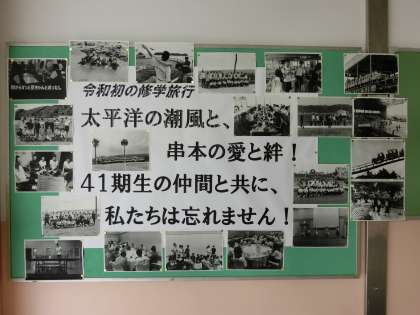 令和初の修学旅行
太平洋の潮風と、
串本の愛と絆！
41期生の仲間と共に、
私たちは忘れません！